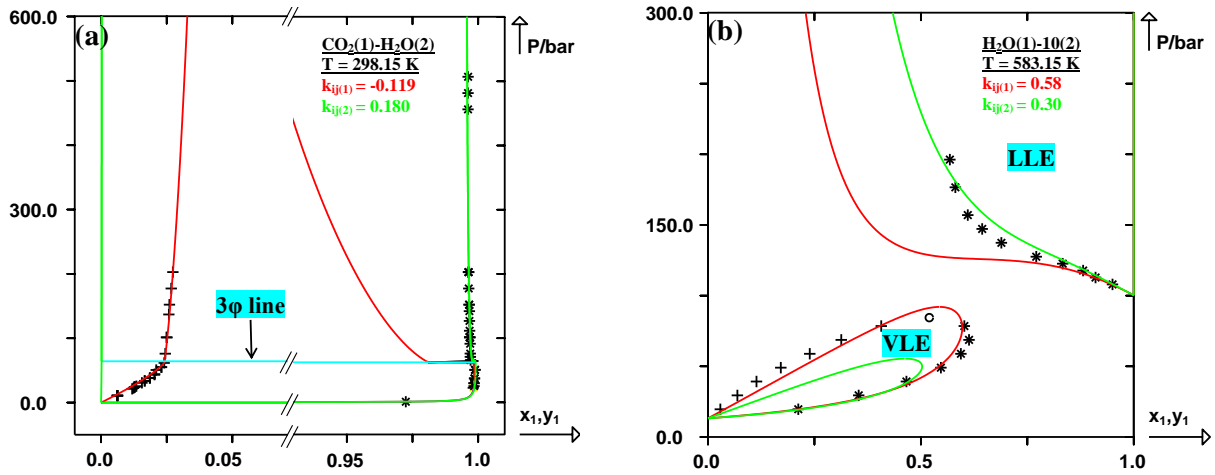 600.0
(a)
P/bar
CO₂(1)-H₂O(2)
T = 298.15 K
kij(1) = -0.119
kij(2) = 0.180
300.0
3φ line
0.0
x₁,y₁
0.0
0.05
0.95
1.0
300.0
(b)
P/bar
H₂O(1)-10(2)
T = 583.15 K
kij(1) = 0.58
kij(2) = 0.30
LLE
150.0
VLE
0.0
x₁,y₁
0.0
0.5
1.0